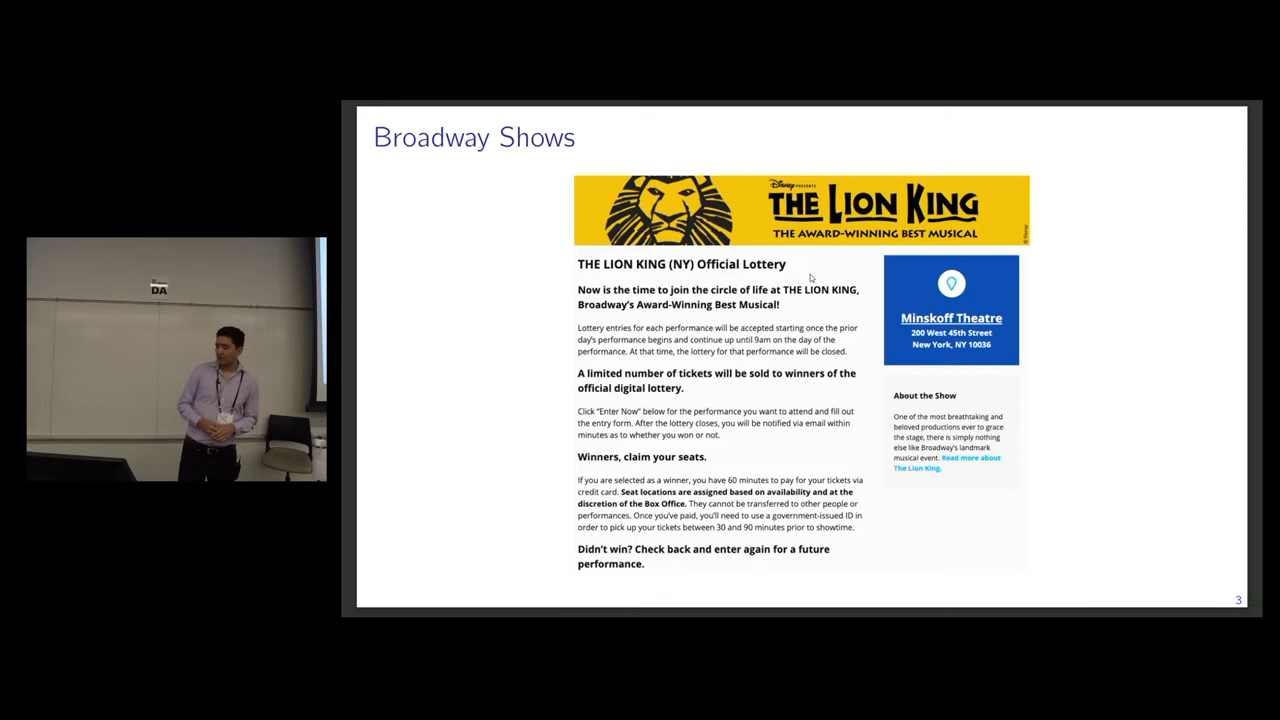 Broadway Shows
Disney PRESENTS
THE LION KING
THE AWARD-WINNING BEST MUSICAL
© Disney
THE LION KING (NY) Official Lottery
Now is the time to join the circle of life at THE LION KING,
Broadway's Award-Winning Best Musical!
Lottery entries for each performance will be accepted starting once the prior
day's performance begins and continue up until 9am on the day of the
performance. At that time, the lottery for that performance will be closed.
A limited number of tickets will be sold to winners of the
official digital lottery.
Click "Enter Now" below for the performance you want to attend and fill out
the entry form. After the lottery closes, you will be notified via email within
minutes as to whether you won or not.
Winners, claim your seats.
If you are selected as a winner, you have 60 minutes to pay for your tickets via
credit card. Seat locations are assigned based on availability and at the
discretion of the Box Office. They cannot be transferred to other people or
performances. Once you've paid, you'll need to use a government-issued ID in
order to pick up your tickets between 30 and 90 minutes prior to showtime.
Didn't win? Check back and enter again for a future
performance.
Minskoff Theatre
200 West 45th Street
New York, NY 10036
About the Show
One of the most breathtaking and
beloved productions ever to grace
the stage, there is simply nothing
else like Broadway's landmark
musical event. Read more about
The Lion King.
3
DA